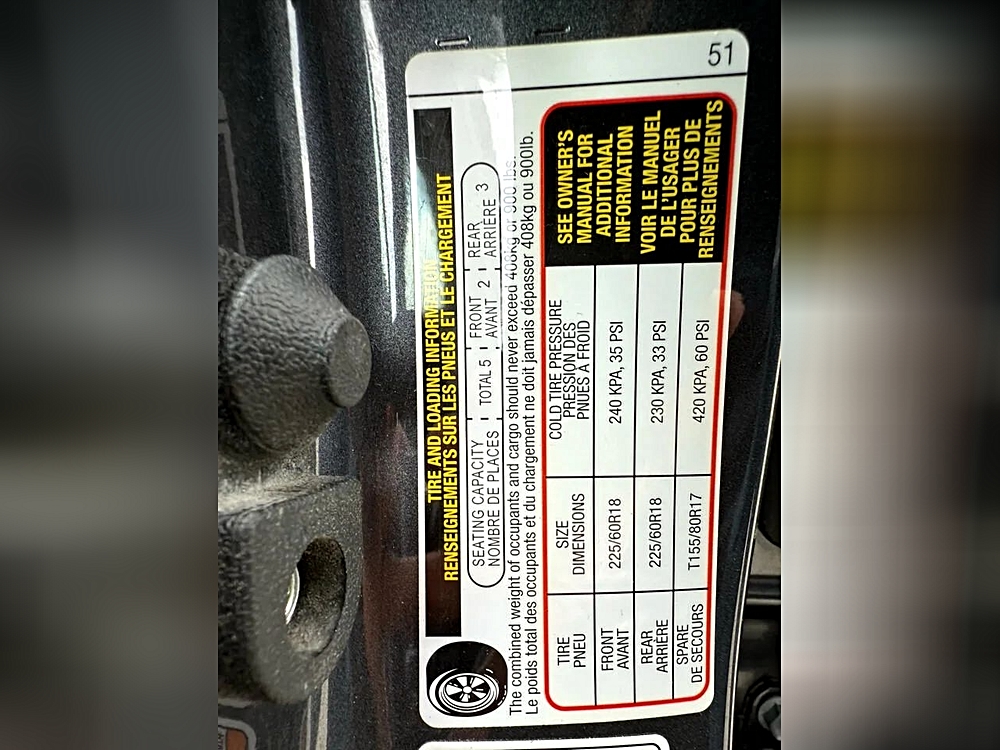 51
TIRE AND LOADING INFORMATION
RENSEIGNEMENTS SUR LES PNEUS ET LE CHARGEMENT
SEATING CAPACITY
NOMBRE DE PLACES
TOTAL 5
FRONT
AVANT 2
REAR
ARRIÈRE 3
The combined weight of occupants and cargo should never exceed 408kg or 900 lbs.
Le poids total des occupants et du chargement ne doit jamais dépasser 408kg ou 900lb.
TIRE
PNEU
SIZE
DIMENSIONS
COLD TIRE PRESSURE
PRESSION DES
PNUES À FROID
FRONT
AVANT
225/60R18
240 KPA, 35 PSI
REAR
ARRIÈRE
225/60R18
230 KPA, 33 PSI
SPARE
DE SECOURS
T155/80R17
420 KPA, 60 PSI
SEE OWNER'S
MANUAL FOR
ADDITIONAL
INFORMATION
VOIR LE MANUEL
DE L'USAGER
POUR PLUS DE
RENSEIGNEMENTS